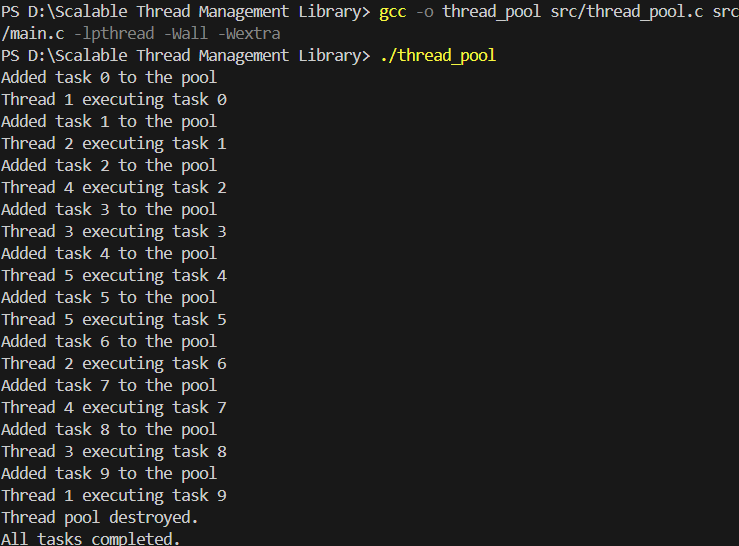 PS D:\Scalable Thread Management Library> gcc -o thread_pool src/thread_pool.c src
/main.c -lpthread -Wall -Wextra
PS D:\Scalable Thread Management Library> ./thread_pool
Added task 0 to the pool
Thread 1 executing task 0
Added task 1 to the pool
Thread 2 executing task 1
Added task 2 to the pool
Thread 4 executing task 2
Added task 3 to the pool
Thread 3 executing task 3
Added task 4 to the pool
Thread 5 executing task 4
Added task 5 to the pool
Thread 5 executing task 5
Added task 6 to the pool
Thread 2 executing task 6
Added task 7 to the pool
Thread 4 executing task 7
Added task 8 to the pool
Thread 3 executing task 8
Added task 9 to the pool
Thread 1 executing task 9
Thread pool destroyed.
All tasks completed.